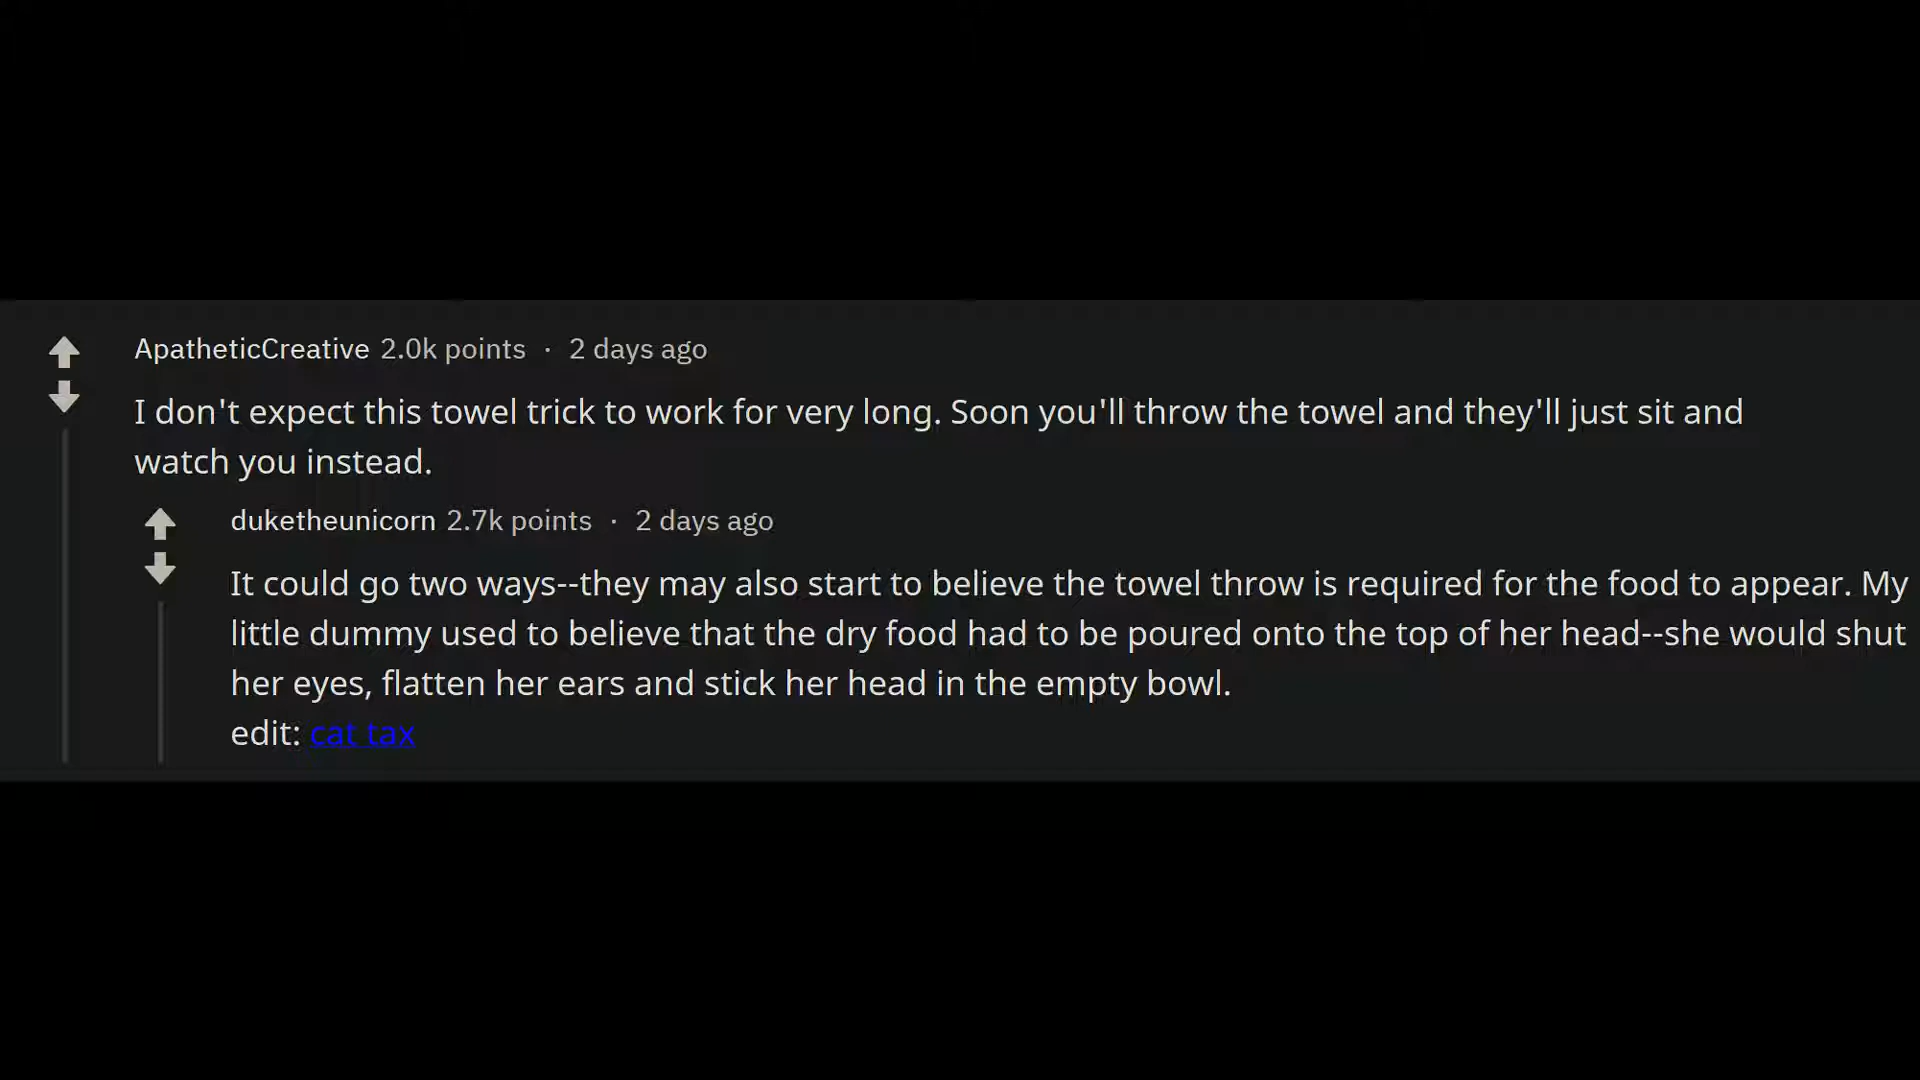 ApatheticCreative 2.0k points · 2 days ago
I don't expect this towel trick to work for very long. Soon you'll throw the towel and they'll just sit and
watch you instead.
duketheunicorn 2.7k points · 2 days ago
It could go two ways--they may also start to believe the towel throw is required for the food to appear. My
little dummy used to believe that the dry food had to be poured onto the top of her head--she would shut
her eyes, flatten her ears and stick her head in the empty bowl.
edit: cat tax